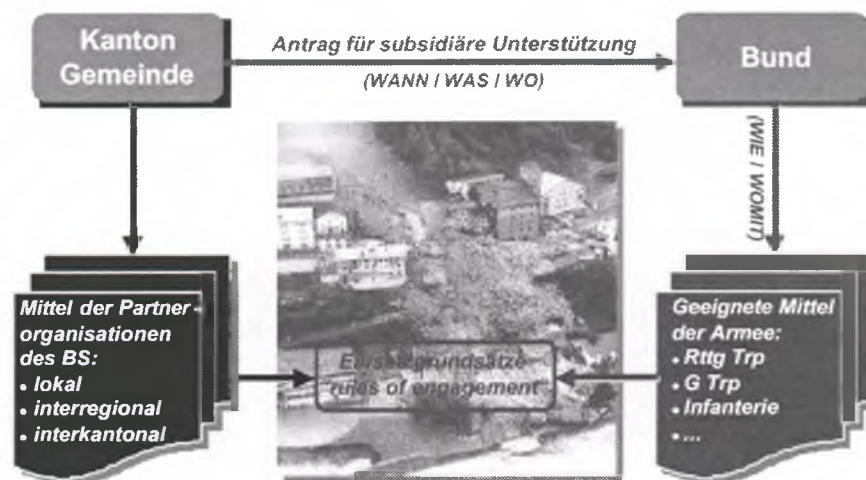 Kanton
Gemeinde
Antrag für subsidiäre Unterstützung
(WANN / WAS / WO)
Bund
(WIE / WOMIT)
Mittel der Partner-
organisationen
des BS:
• lokal
• interregional
• interkantonal
Einsatzgrundsätze
rules of engagement
Geeignete Mittel
der Armee:
• Rttg Trp
• G Trp
• Infanterie
• ...